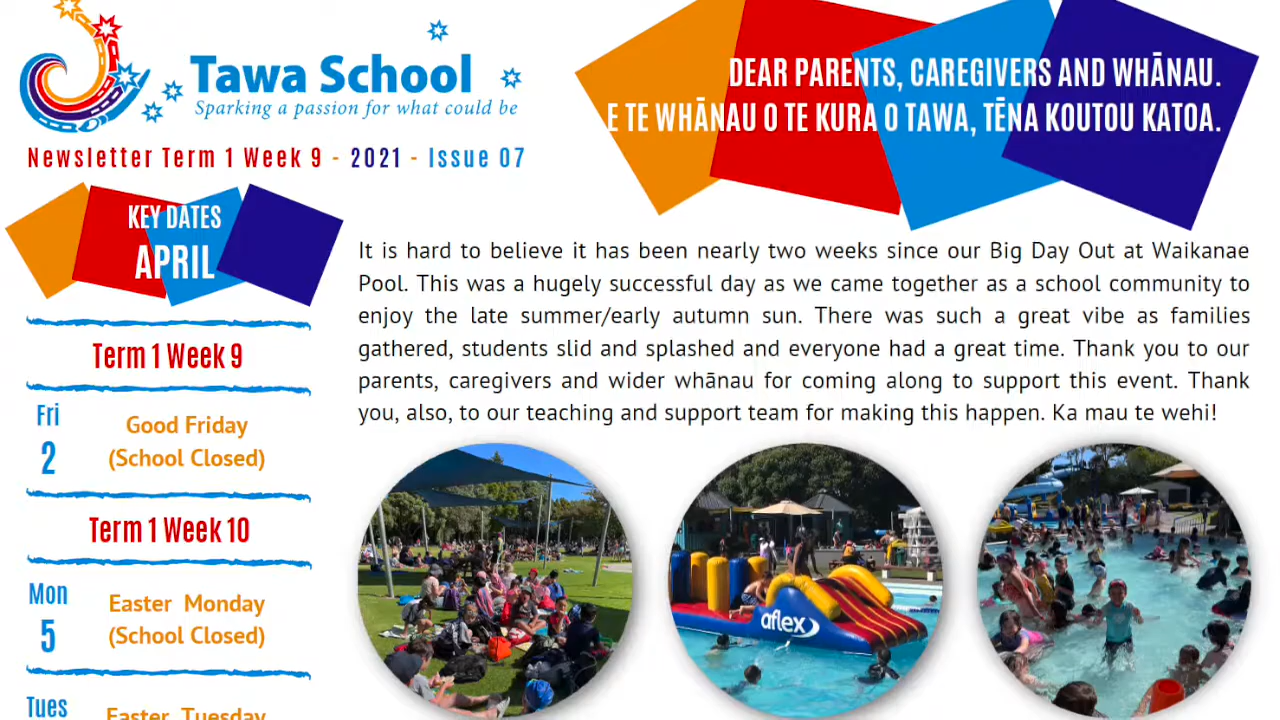 Tawa School
Sparking a passion for what could be
Newsletter Term 1 Week 9 - 2021 - Issue 07
DEAR PARENTS, CAREGIVERS AND WHĀNAU.
E TE WHĀNAU O TE KURA O TAWA, TĒNA KOUTOU KATOA.
KEY DATES
APRIL
Term 1 Week 9
Fri
2
Good Friday
(School Closed)
Term 1 Week 10
Mon
5
Easter Monday
(School Closed)
Tues
Easter Tuesday
It is hard to believe it has been nearly two weeks since our Big Day Out at Waikanae
Pool. This was a hugely successful day as we came together as a school community to
enjoy the late summer/early autumn sun. There was such a great vibe as families
gathered, students slid and splashed and everyone had a great time. Thank you to our
parents, caregivers and wider whānau for coming along to support this event. Thank
you, also, to our teaching and support team for making this happen. Ka mau te wehi!
aflex